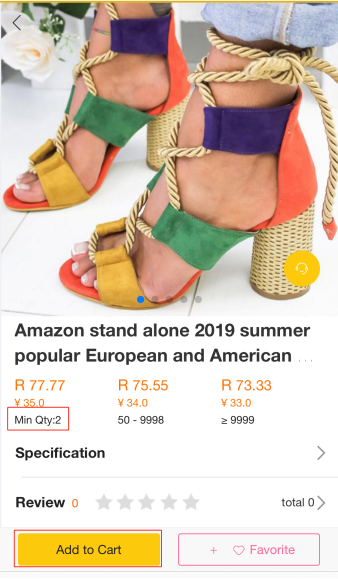 Amazon stand alone 2019 summer
popular European and American ...
R 77.77 R 75.55 R 73.33
¥ 35.0 ¥ 34.0 ¥ 33.0
Min Qty:2 50 - 9998 ≥ 9999
Specification
Review 0 total 0
Add to Cart + Favorite